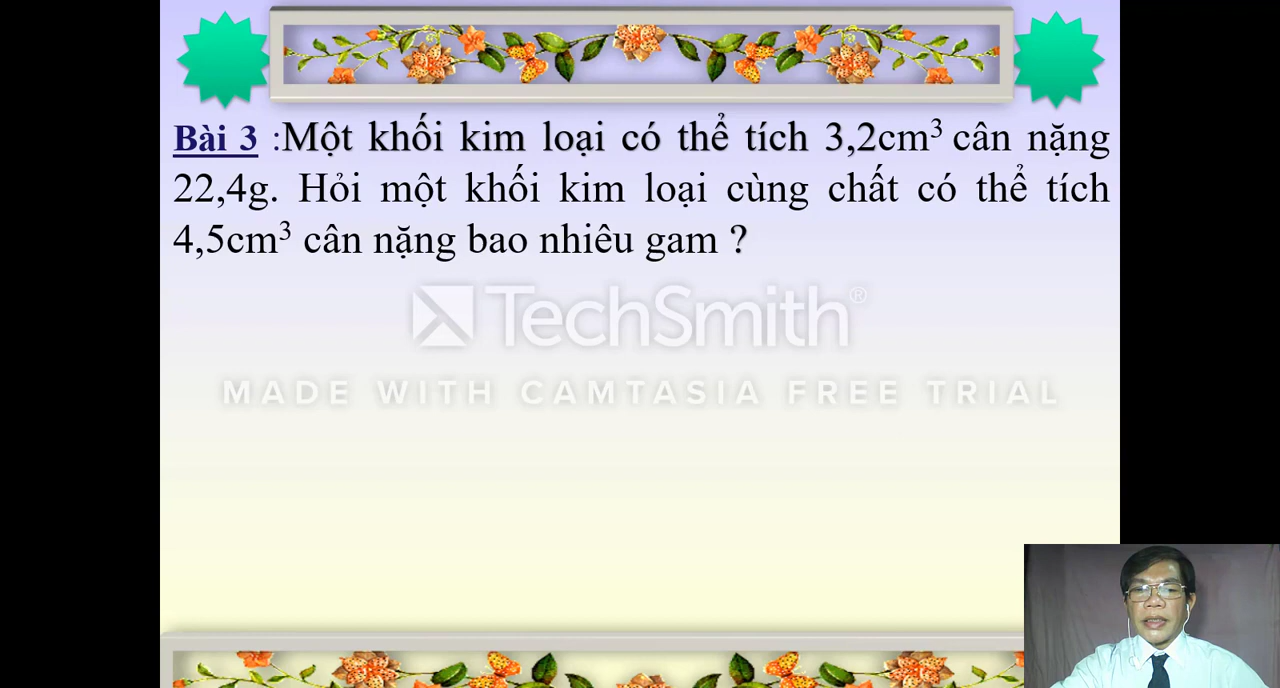 Bài 3 :Một khối kim loại có thể tích 3,2cm³ cân nặng
22,4g. Hỏi một khối kim loại cùng chất có thể tích
4,5cm³ cân nặng bao nhiêu gam ?
TechSmith®
MADE WITH CAMTASIA FREE TRIAL